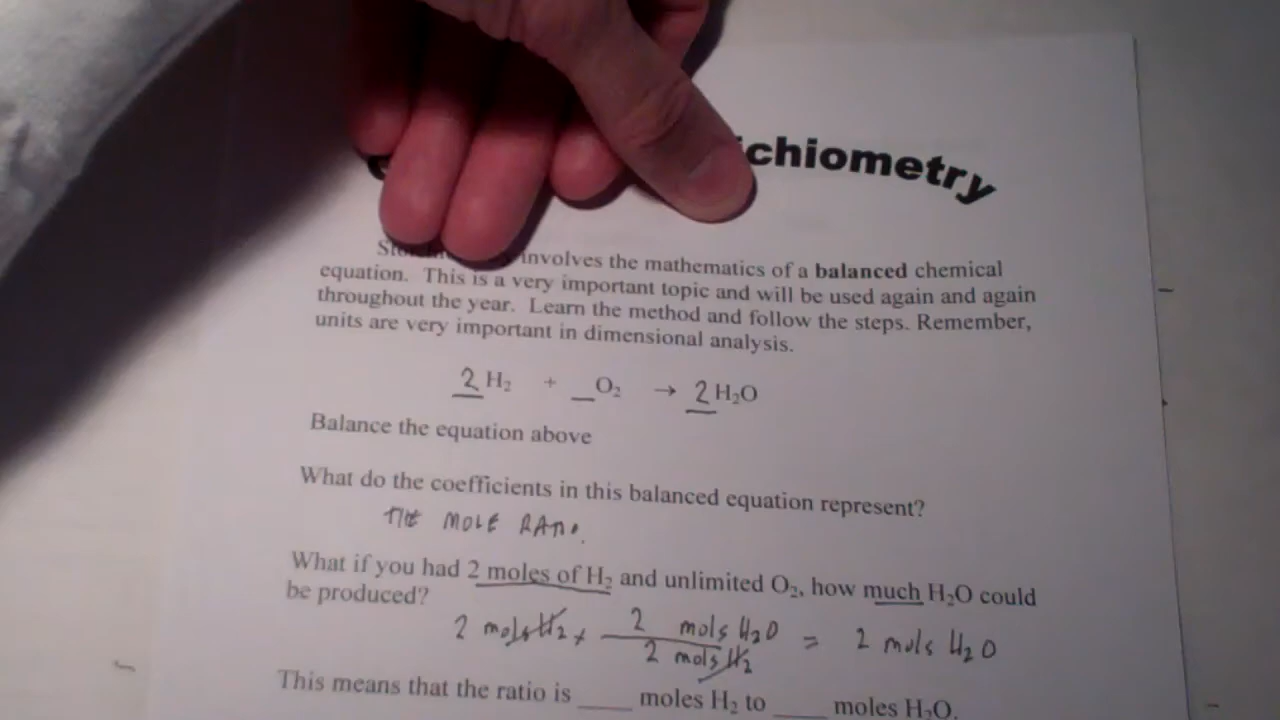 ichiometry
involves the mathematics of a balanced chemical
equation. This is a very important topic and will be used again and again
throughout the year. Learn the method and follow the steps. Remember,
units are very important in dimensional analysis.
2 H₂ + _ O₂ → 2 H₂O
Balance the equation above
What do the coefficients in this balanced equation represent?
THE MOLE RATIO.
What if you had 2 moles of H₂ and unlimited O₂, how much H₂O could
be produced?
2 mols H₂ × 2 mols H₂O = 2 mols H₂O
2 mols H₂
This means that the ratio is ____ moles H₂ to ____ moles H₂O.